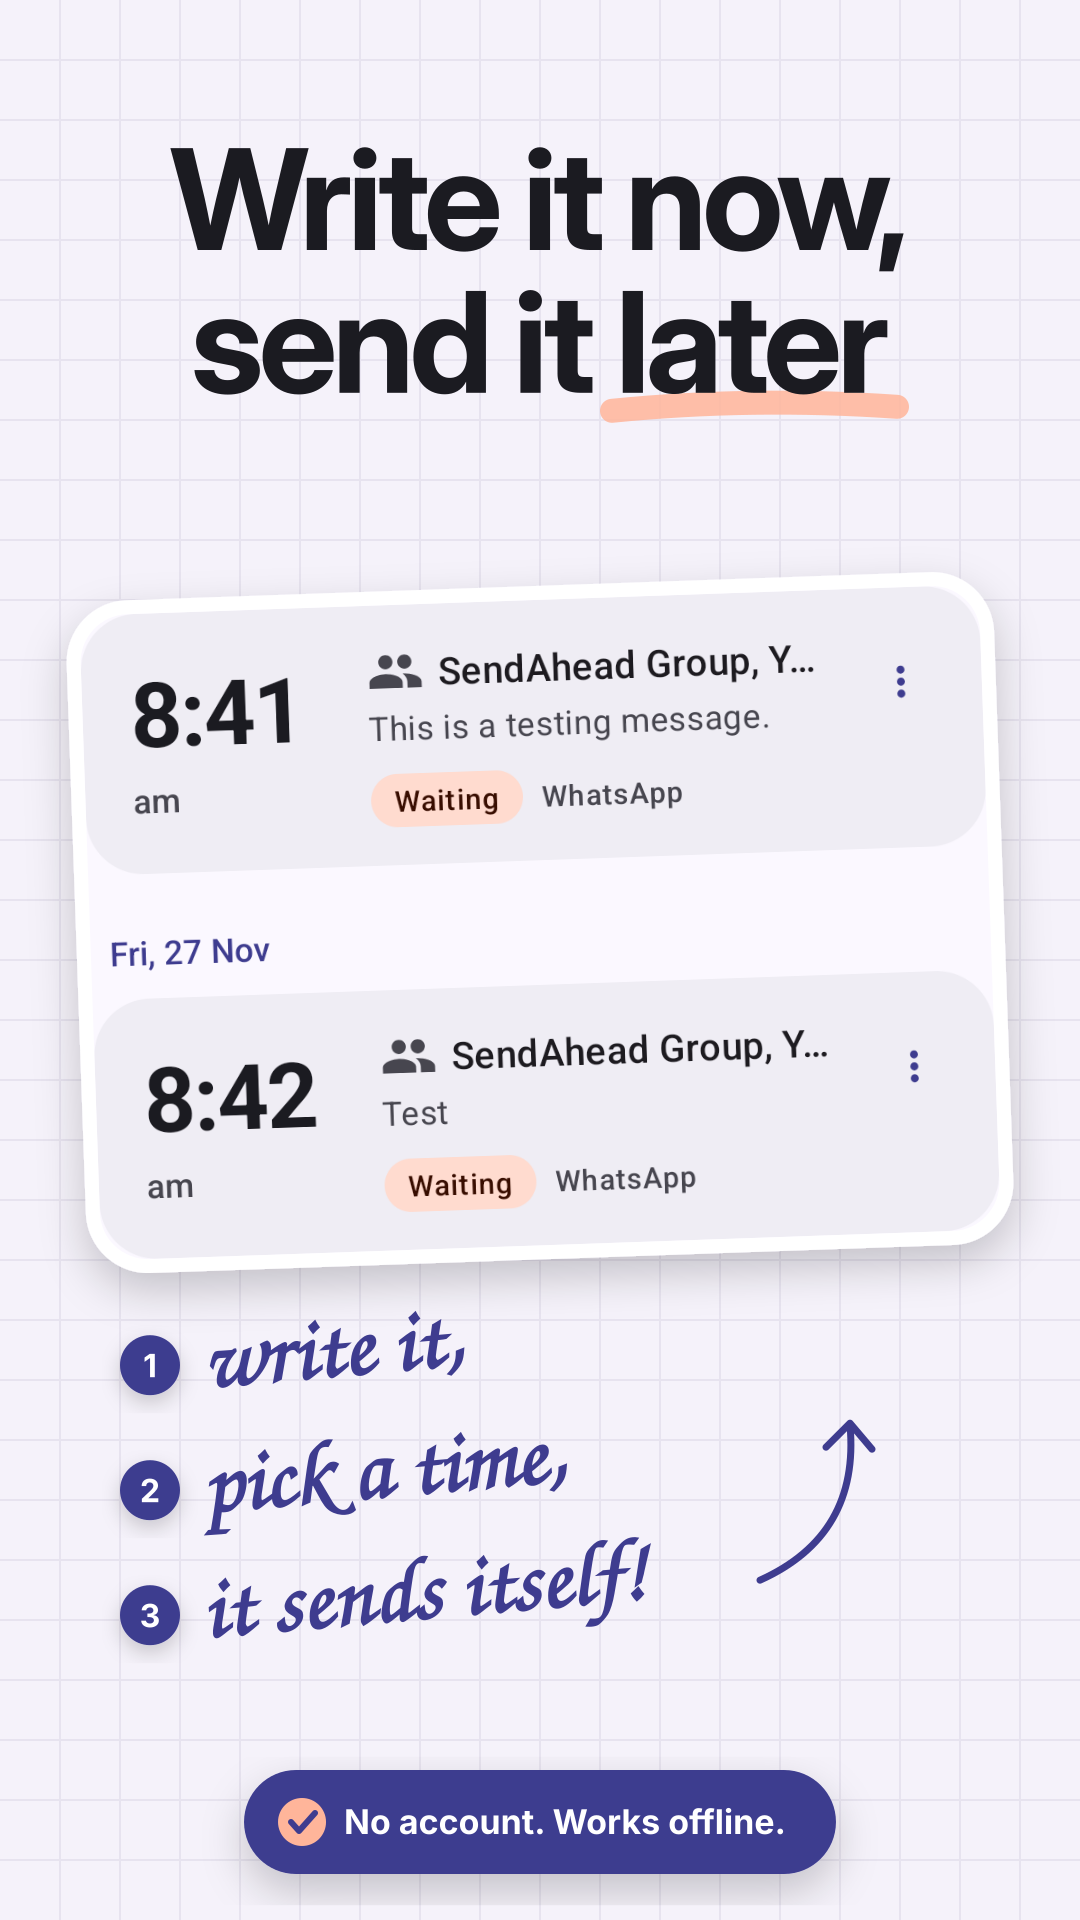 Write it now,
send it later
8:41
am
SendAhead Group, Y...
This is a testing message.
Waiting WhatsApp
Fri, 27 Nov
8:42
am
SendAhead Group, Y...
Test
Waiting WhatsApp
1 write it,
2 pick a time,
3 it sends itself!
No account. Works offline.